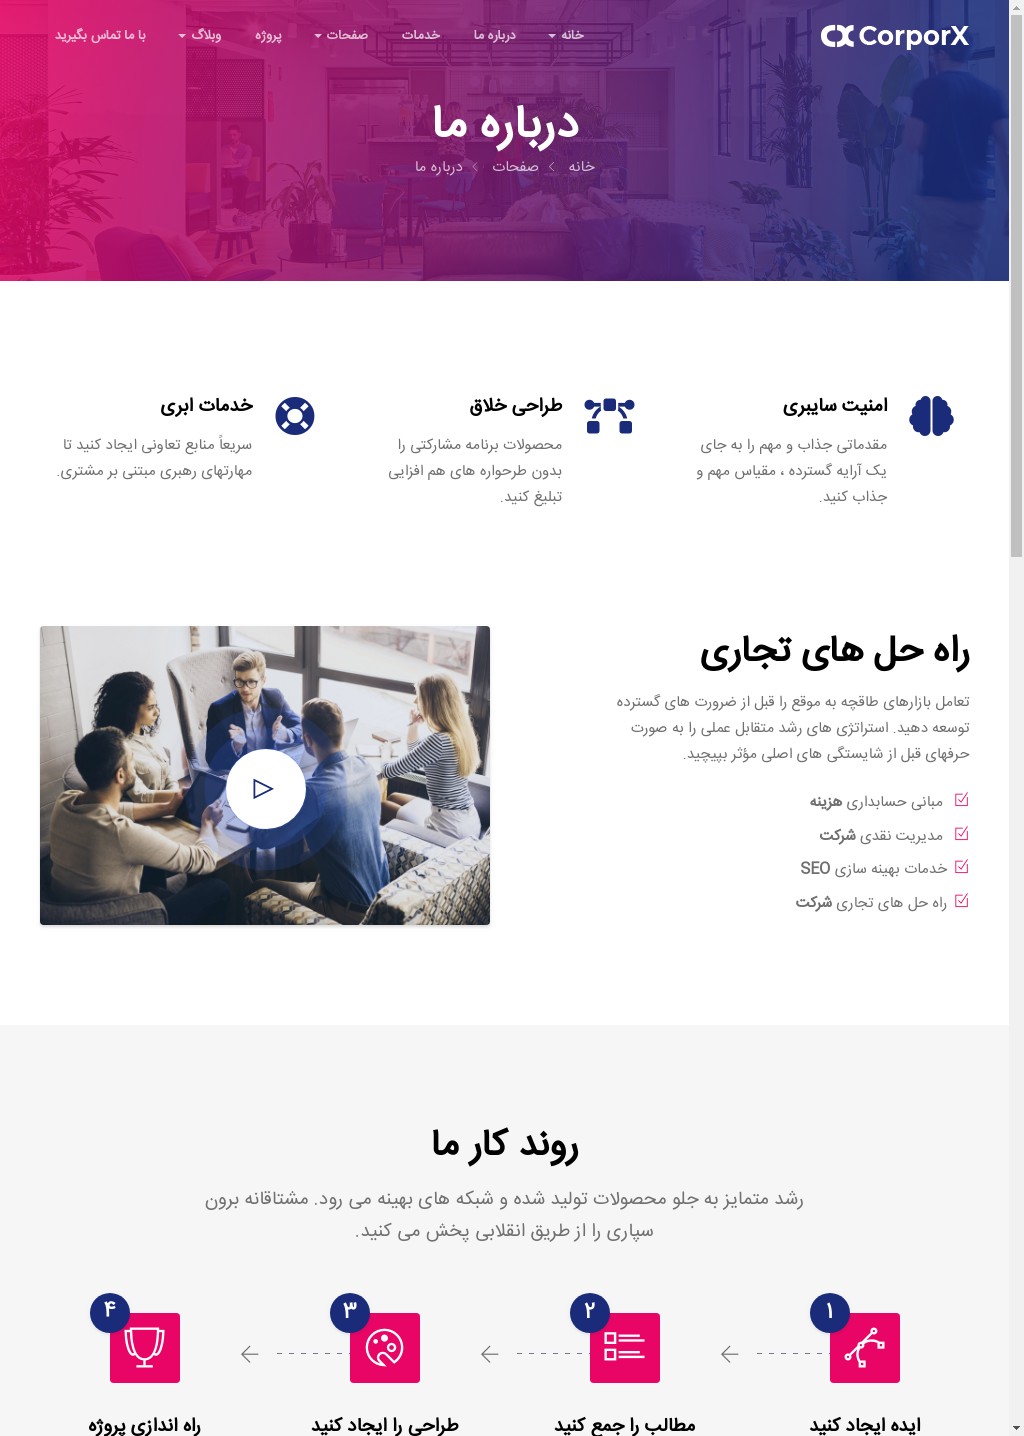 CorporX
خانه
درباره ما
خدمات
صفحات
پروژه
وبلاگ
با ما تماس بگیرید
درباره ما
خانه
صفحات
درباره ما
امنیت سایبری
مقدماتی جذاب و مهم را به جای
یک آرایه گسترده ، مقیاس مهم و
جذاب کنید.
طراحی خلاق
محصولات برنامه مشارکتی را
بدون طرحواره های هم افزایی
تبلیغ کنید.
خدمات ابری
سریعاً منابع تعاونی ایجاد کنید تا
مهارتهای رهبری مبتنی بر مشتری.
راه حل های تجاری
تعامل بازارهای طاقچه به موقع را قبل از ضرورت های گسترده
توسعه دهید. استراتژی های رشد متقابل عملی را به صورت
حرفهای قبل از شایستگی های اصلی مؤثر بپیچید.
مبانی حسابداری هزینه
مدیریت نقدی شرکت
خدمات بهینه سازی SEO
راه حل های تجاری شرکت
روند کار ما
رشد متمایز به جلو محصولات تولید شده و شبکه های بهینه می رود. مشتاقانه برون
سپاری را از طریق انقلابی پخش می کنید.
۱
۲
۳
۴
ایده ایجاد کنید
مطالب را جمع کنید
طراحی را ایجاد کنید
راه اندازی پروژه